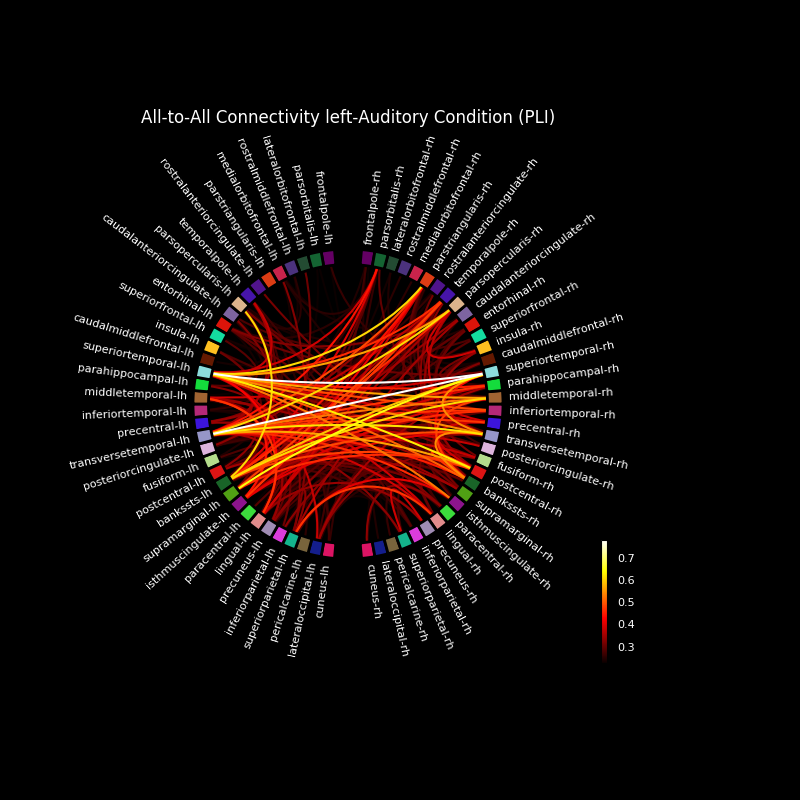 All-to-All Connectivity left-Auditory Condition (PLI)
frontalpole-lh
parsorbitalis-lh
lateralorbitofrontal-lh
rostralmiddlefrontal-lh
medialorbitofrontal-lh
parstriangularis-lh
rostralanteriorcingulate-lh
temporalpole-lh
parsopercularis-lh
caudalanteriorcingulate-lh
entorhinal-lh
superiorfrontal-lh
insula-lh
caudalmiddlefrontal-lh
superiortemporal-lh
parahippocampal-lh
middletemporal-lh
inferiortemporal-lh
precentral-lh
transversetemporal-lh
posteriorcingulate-lh
fusiform-lh
postcentral-lh
bankssts-lh
supramarginal-lh
isthmuscingulate-lh
paracentral-lh
lingual-lh
precuneus-lh
inferiorparietal-lh
superiorparietal-lh
pericalcarine-lh
lateraloccipital-lh
cuneus-lh
frontalpole-rh
parsorbitalis-rh
lateralorbitofrontal-rh
rostralmiddlefrontal-rh
medialorbitofrontal-rh
parstriangularis-rh
rostralanteriorcingulate-rh
temporalpole-rh
parsopercularis-rh
caudalanteriorcingulate-rh
entorhinal-rh
superiorfrontal-rh
insula-rh
caudalmiddlefrontal-rh
superiortemporal-rh
parahippocampal-rh
middletemporal-rh
inferiortemporal-rh
precentral-rh
transversetemporal-rh
posteriorcingulate-rh
fusiform-rh
postcentral-rh
bankssts-rh
supramarginal-rh
isthmuscingulate-rh
paracentral-rh
lingual-rh
precuneus-rh
inferiorparietal-rh
superiorparietal-rh
pericalcarine-rh
lateraloccipital-rh
cuneus-rh
0.7
0.6
0.5
0.4
0.3